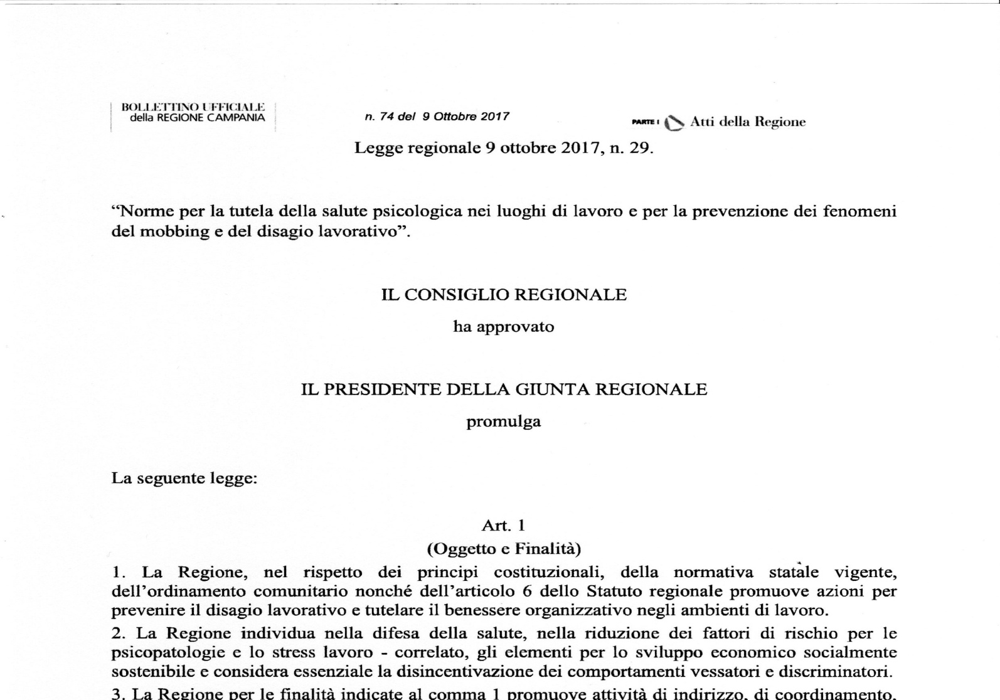 BOLLETTINO UFFICIALE
della REGIONE CAMPANIA
n. 74 del 9 Ottobre 2017
PARTE I Atti della Regione
Legge regionale 9 ottobre 2017, n. 29.
“Norme per la tutela della salute psicologica nei luoghi di lavoro e per la prevenzione dei fenomeni
del mobbing e del disagio lavorativo”.
IL CONSIGLIO REGIONALE
ha approvato
IL PRESIDENTE DELLA GIUNTA REGIONALE
promulga
La seguente legge:
Art. 1
(Oggetto e Finalità)
1. La Regione, nel rispetto dei principi costituzionali, della normativa statale vigente,
dell’ordinamento comunitario nonché dell’articolo 6 dello Statuto regionale promuove azioni per
prevenire il disagio lavorativo e tutelare il benessere organizzativo negli ambienti di lavoro.
2. La Regione individua nella difesa della salute, nella riduzione dei fattori di rischio per le
psicopatologie e lo stress lavoro - correlato, gli elementi per lo sviluppo economico socialmente
sostenibile e considera essenziale la disincentivazione dei comportamenti vessatori e discriminatori.
3. La Regione per le finalità indicate al comma 1 promuove attività di indirizzo, di coordinamento,